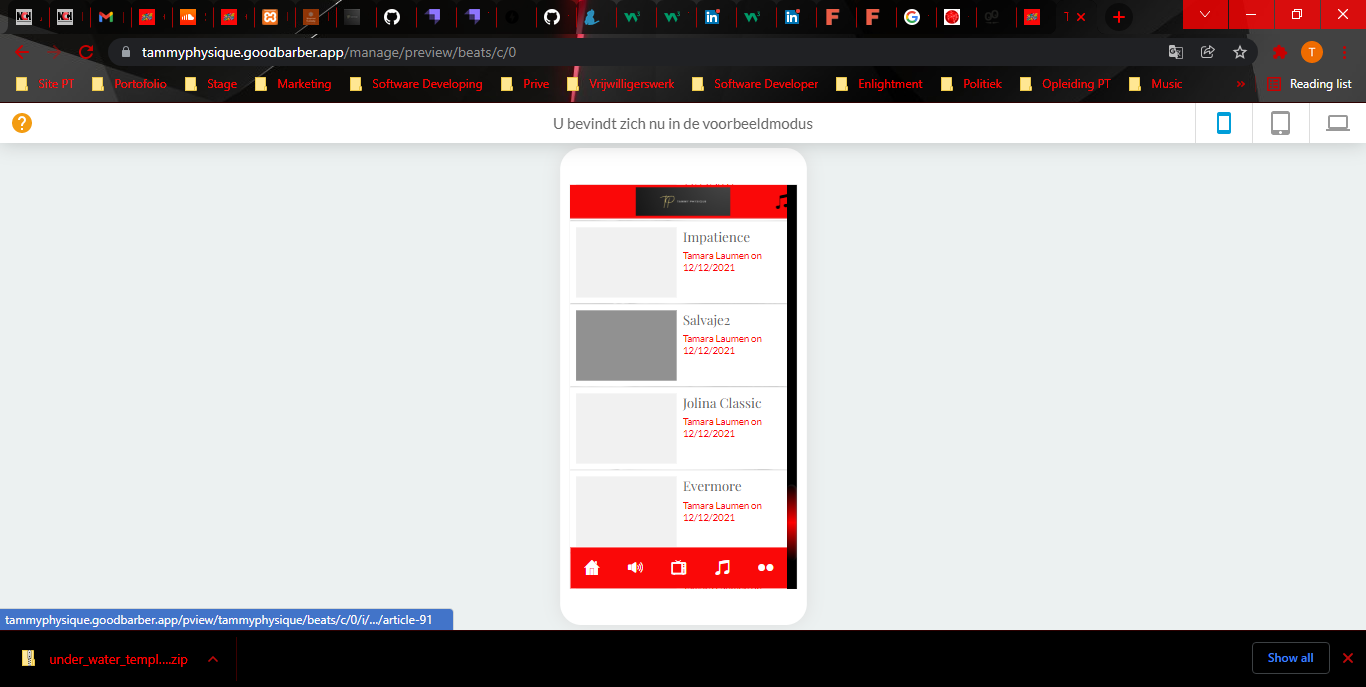 T
tammyphysique.goodbarber.app/manage/preview/beats/c/0
T
Site PT Portofolio Stage Marketing Software Developing Prive Vrijwilligerswerk Software Developer Enlightment Politiek Opleiding PT Music » Reading list
? U bevindt zich nu in de voorbeeldmodus
TP TAMMY PHYSIQUE
Impatience
Tamara Laumen on
12/12/2021
Salvaje2
Tamara Laumen on
12/12/2021
Jolina Classic
Tamara Laumen on
12/12/2021
Evermore
Tamara Laumen on
12/12/2021
tammyphysique.goodbarber.app/pview/tammyphysique/beats/c/0/i/.../article-91
under_water_templ....zip
Show all